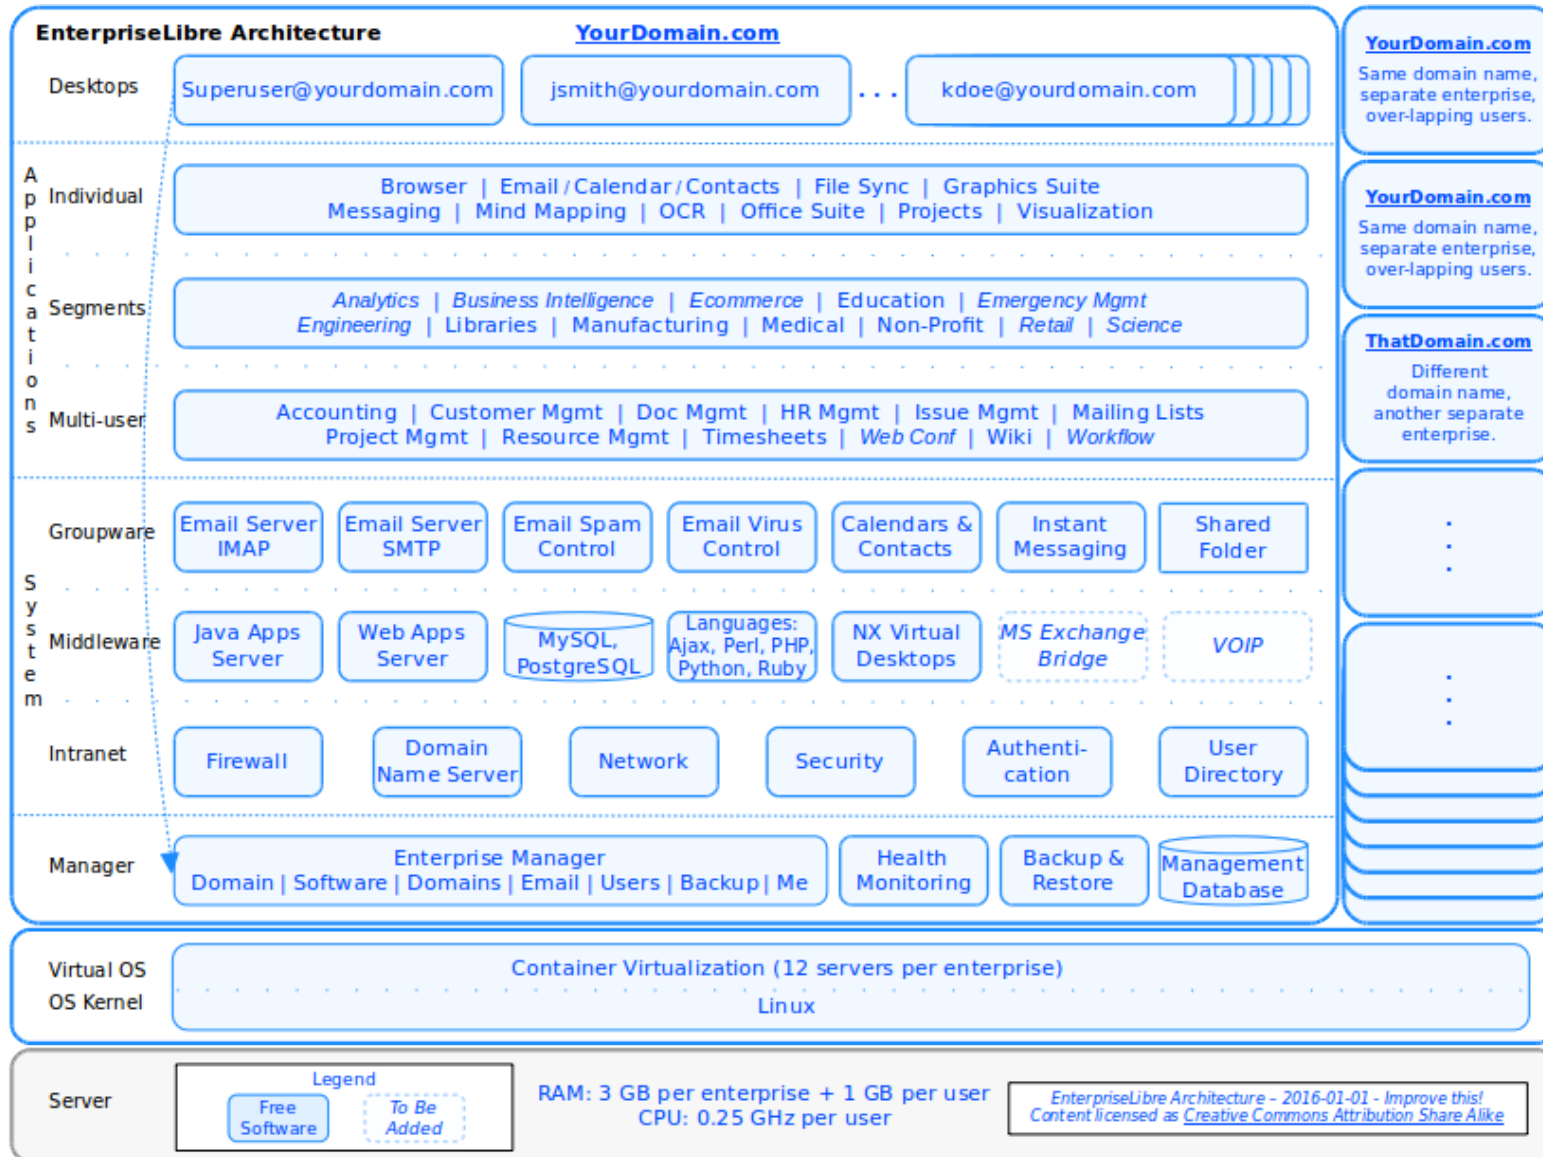 EnterpriseLibre Architecture
YourDomain.com
Desktops
Superuser@yourdomain.com
jsmith@yourdomain.com
...
kdoe@yourdomain.com
Applications
Individual
Browser | Email / Calendar / Contacts | File Sync | Graphics Suite
Messaging | Mind Mapping | OCR | Office Suite | Projects | Visualization
Segments
Analytics | Business Intelligence | Ecommerce | Education | Emergency Mgmt
Engineering | Libraries | Manufacturing | Medical | Non-Profit | Retail | Science
Multi-user
Accounting | Customer Mgmt | Doc Mgmt | HR Mgmt | Issue Mgmt | Mailing Lists
Project Mgmt | Resource Mgmt | Timesheets | Web Conf | Wiki | Workflow
System
Groupware
Email Server
IMAP
Email Server
SMTP
Email Spam
Control
Email Virus
Control
Calendars &
Contacts
Instant
Messaging
Shared
Folder
Middleware
Java Apps
Server
Web Apps
Server
MySQL,
PostgreSQL
Languages:
Ajax, Perl, PHP,
Python, Ruby
NX Virtual
Desktops
MS Exchange
Bridge
VOIP
Intranet
Firewall
Domain
Name Server
Network
Security
Authenti-
cation
User
Directory
Manager
Enterprise Manager
Domain | Software | Domains | Email | Users | Backup | Me
Health
Monitoring
Backup &
Restore
Management
Database
YourDomain.com
Same domain name,
separate enterprise,
over-lapping users.
YourDomain.com
Same domain name,
separate enterprise,
over-lapping users.
ThatDomain.com
Different
domain name,
another separate
enterprise.
.
.
.
.
.
.
Virtual OS
Container Virtualization (12 servers per enterprise)
OS Kernel
Linux
Server
Legend
Free
Software
To Be
Added
RAM: 3 GB per enterprise + 1 GB per user
CPU: 0.25 GHz per user
EnterpriseLibre Architecture – 2016-01-01 - Improve this!
Content licensed as Creative Commons Attribution Share Alike